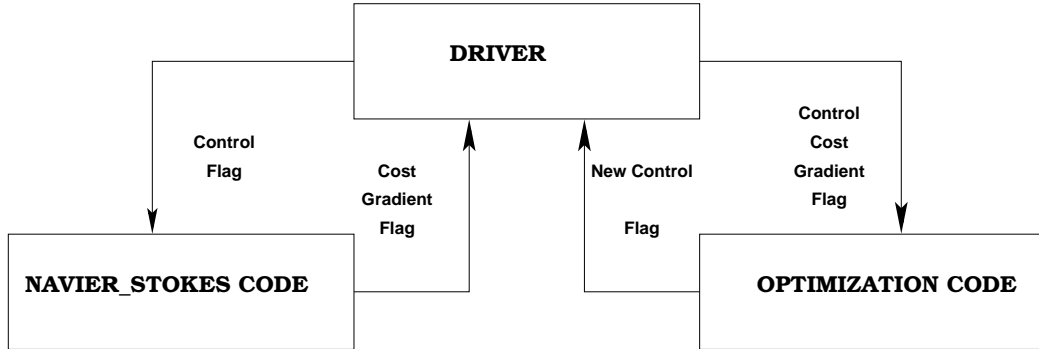 DRIVER
Control
Flag
Cost
Gradient
Flag
New Control
Flag
Control
Cost
Gradient
Flag
NAVIER_STOKES CODE
OPTIMIZATION CODE